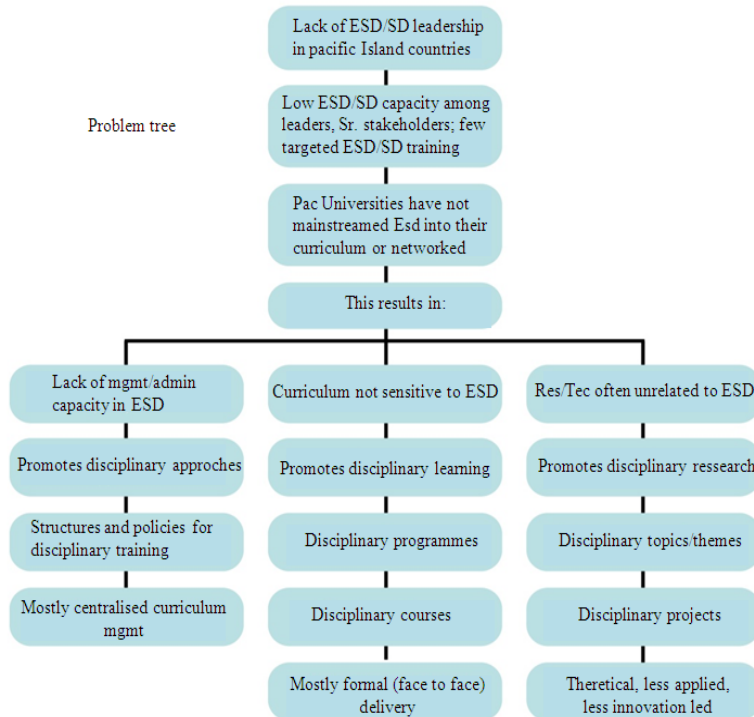 Lack of ESD/SD leadership
in pacific Island countries
Problem tree
Low ESD/SD capacity among
leaders, Sr. stakeholders; few
targeted ESD/SD training
Pac Universities have not
mainstreamed Esd into their
curriculum or networked
This results in:
Lack of mgmt/admin
capacity in ESD
Promotes disciplinary approches
Structures and policies for
disciplinary training
Mostly centralised curriculum
mgmt
Curriculum not sensitive to ESD
Promotes disciplinary learning
Disciplinary programmes
Disciplinary courses
Mostly formal (face to face)
delivery
Res/Tec often unrelated to ESD
Promotes disciplinary ressearch
Disciplinary topics/themes
Disciplinary projects
Theretical, less applied,
less innovation led